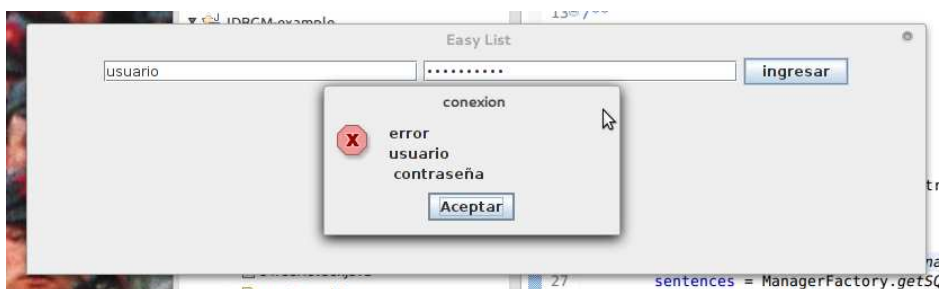 JDBCM-example
Easy List
usuario
ingresar
conexion
error
usuario
contraseña
Aceptar
27 sentences = ManagerFactory.getSQ